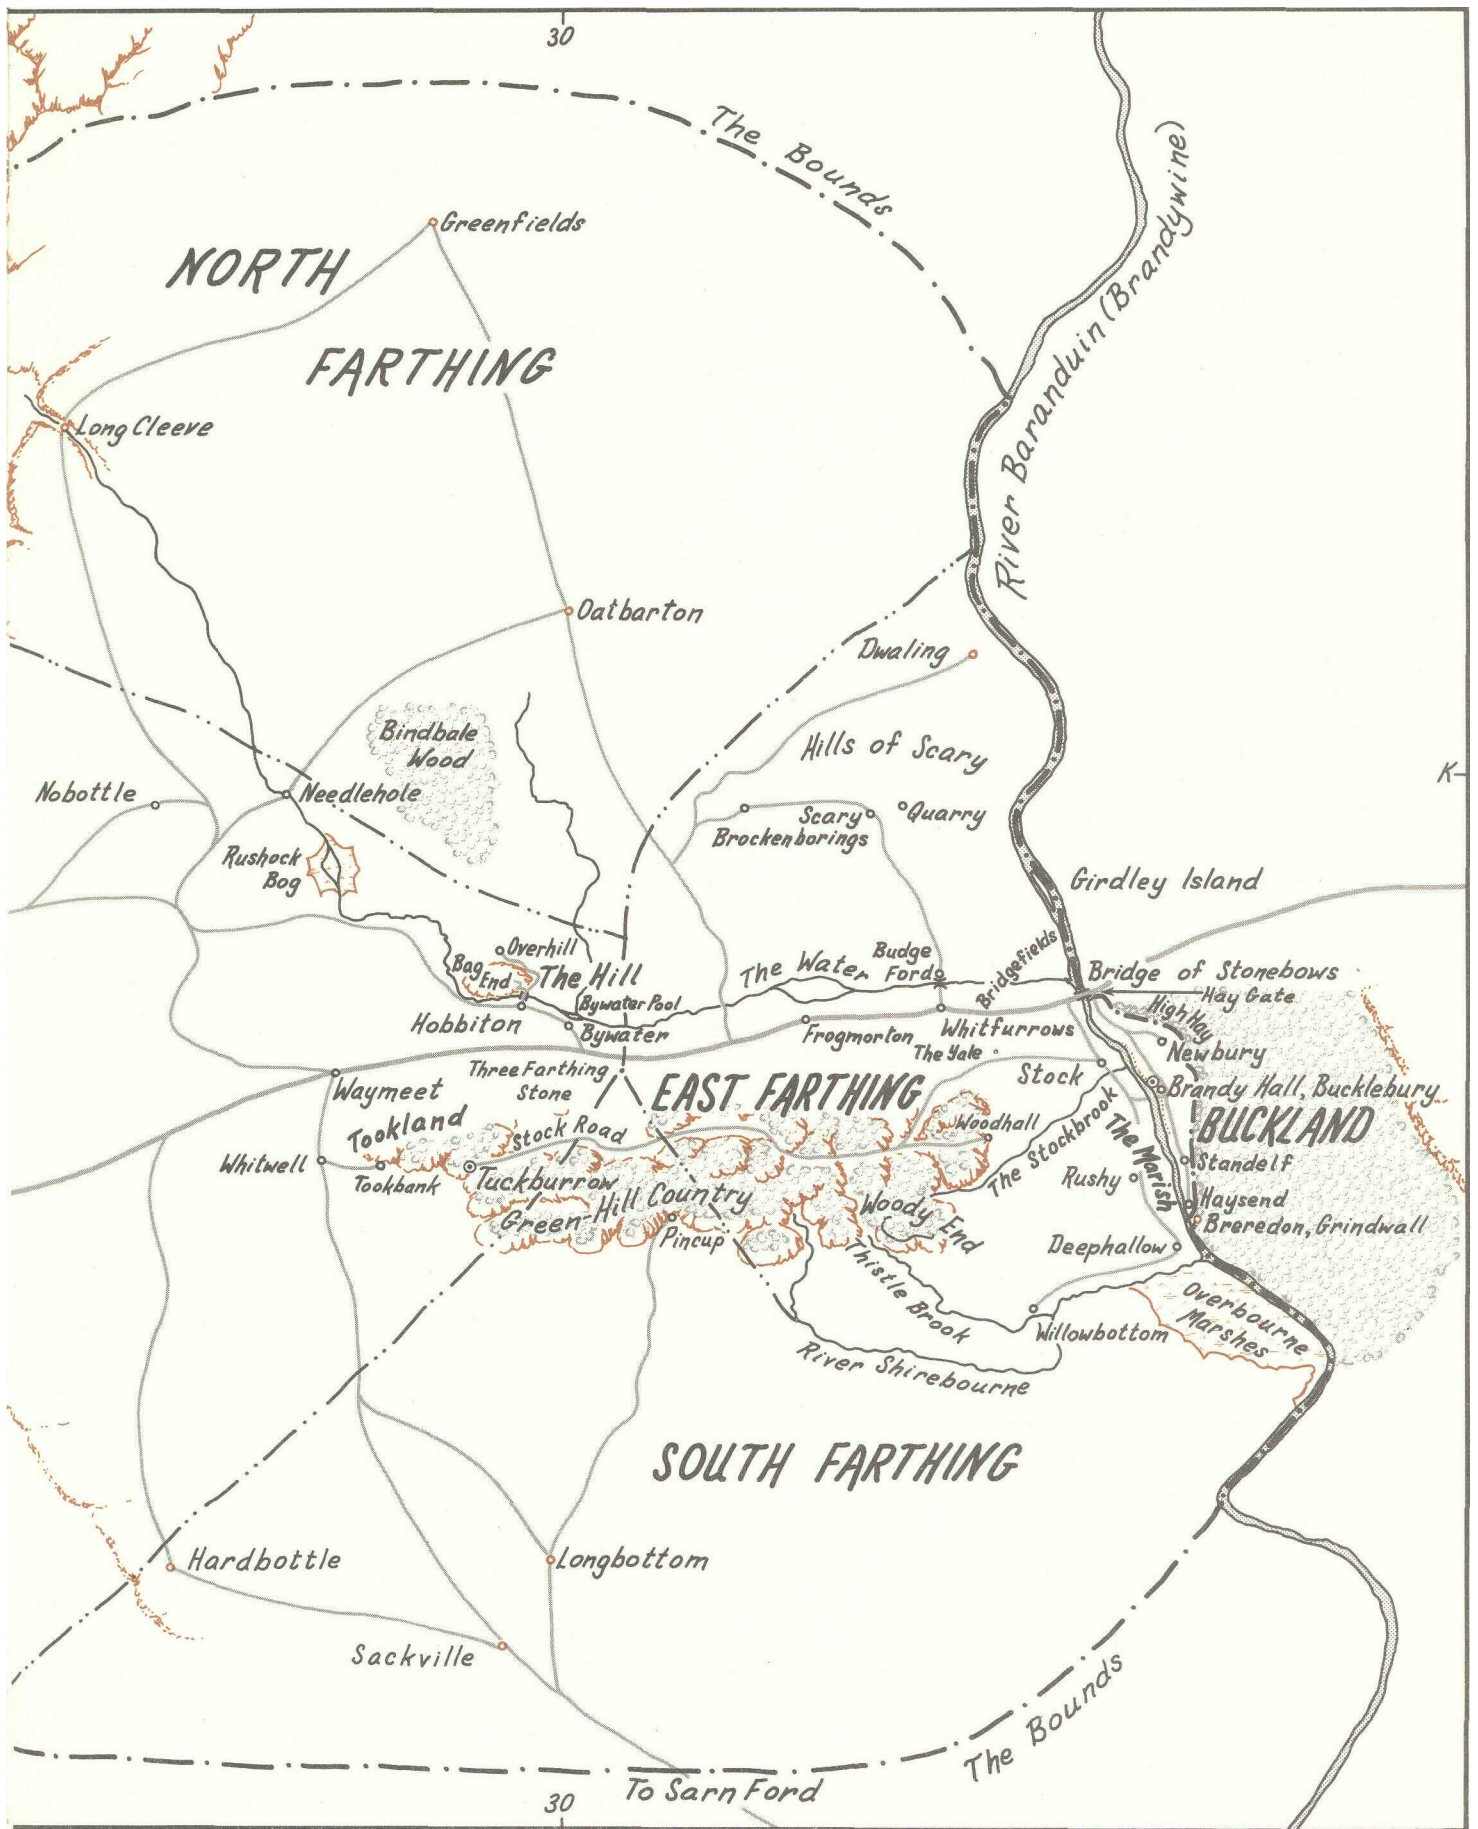 30
The Bounds
River Baranduin (Brandywine)
Greenfields
NORTH
FARTHING
Long Cleeve
Oatbarton
Dwaling
Bindbale
Wood
Hills of Scary
K
Nobottle
Needlehole
Scary
Quarry
Brockenborings
Rushock
Bog
Girdley Island
Overhill
Bag
End
The Hill
The Water
Budge
Ford
Bridgefields
Bridge of Stonebows
Hay Gate
High Hay
Bywater Pool
Hobbiton
Bywater
Frogmorton
Whitfurrows
The Yale
Newbury
Three Farthing
Stone
Stock
Waymeet
EAST FARTHING
Brandy Hall, Bucklebury
BUCKLAND
Tookland
Stock Road
Woodhall
The Stockbrook
The Marish
Whitwell
Tookbank
Tuckburrow
Rushy
Standelf
Green-Hill Country
Woody End
Haysend
Breredon, Grindwall
Pincup
Deephallow
Thistle Brook
Overbourne
Marshes
Willowbottom
River Shirebourne
SOUTH FARTHING
Hardbottle
Longbottom
Sackville
The Bounds
To Sarn Ford
30